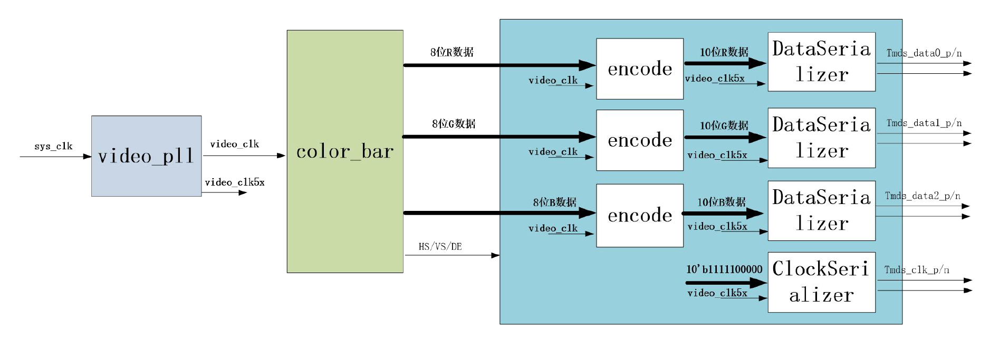 sys_clk
video_pll
video_clk
video_clk5x
color_bar
8位R数据
8位G数据
8位B数据
HS/VS/DE
video_clk
encode
10位R数据
video_clk5x
DataSeria
lizer
Tmds_data0_p/n
video_clk
encode
10位G数据
video_clk5x
DataSeria
lizer
Tmds_data1_p/n
video_clk
encode
10位B数据
video_clk5x
DataSeria
lizer
Tmds_data2_p/n
10'b1111100000
video_clk5x
ClockSeri
alizer
Tmds_clk_p/n